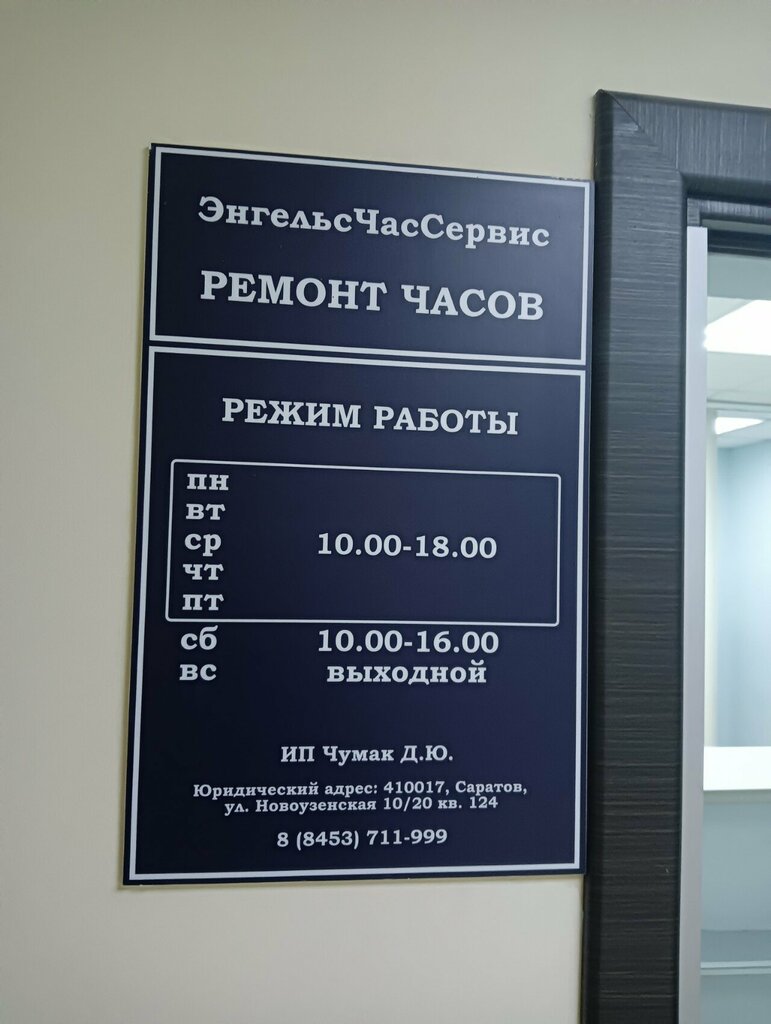 ЭнгельсЧасСервис
РЕМОНТ ЧАСОВ
РЕЖИМ РАБОТЫ
пн
вт
ср 10.00-18.00
чт
пт
сб 10.00-16.00
вс выходной
ИП Чумак Д.Ю.
Юридический адрес: 410017, Саратов,
ул. Новоузенская 10/20 кв. 124
8 (8453) 711-999